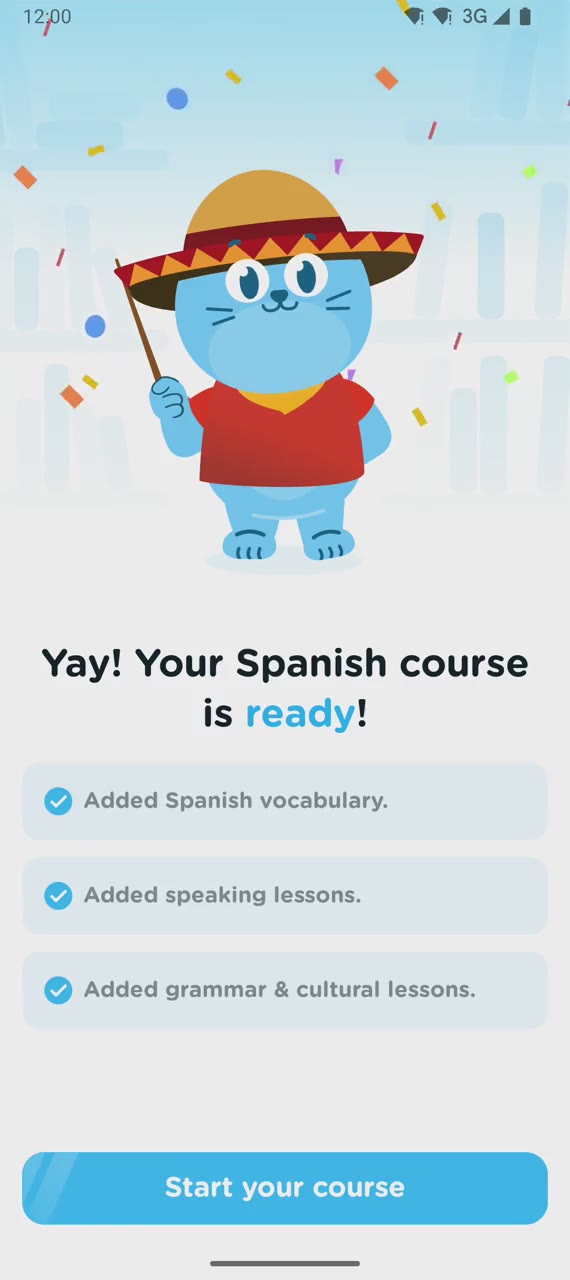 12:00
3G
Yay! Your Spanish course
is ready!
Added Spanish vocabulary.
Added speaking lessons.
Added grammar & cultural lessons.
Start your course